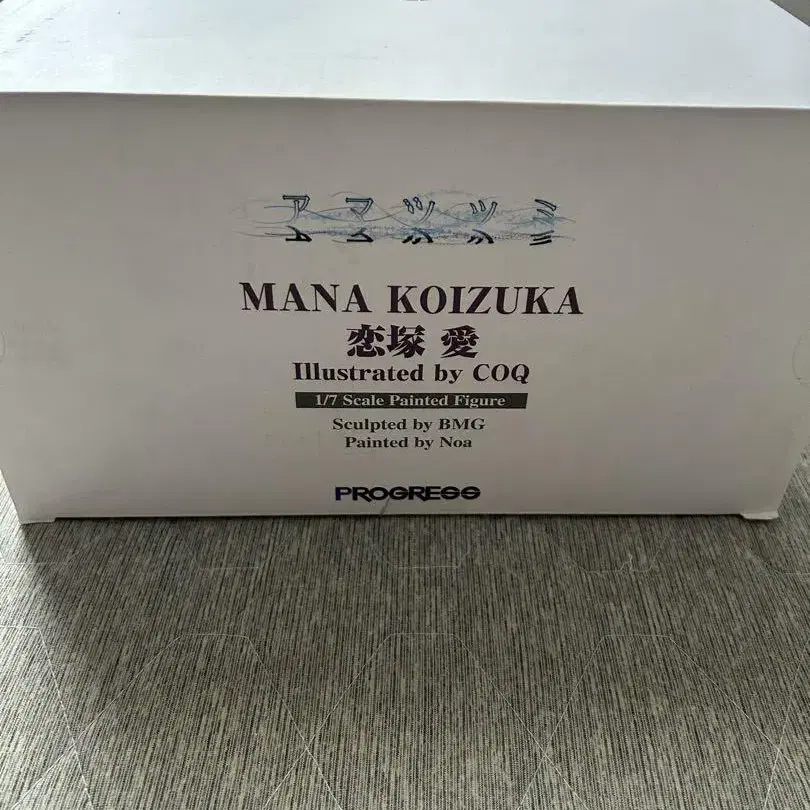 アマツツミ
MANA KOIZUKA
恋塚 愛
Illustrated by COQ
1/7 Scale Painted Figure
Sculpted by BMG
Painted by Noa
PROGRESS